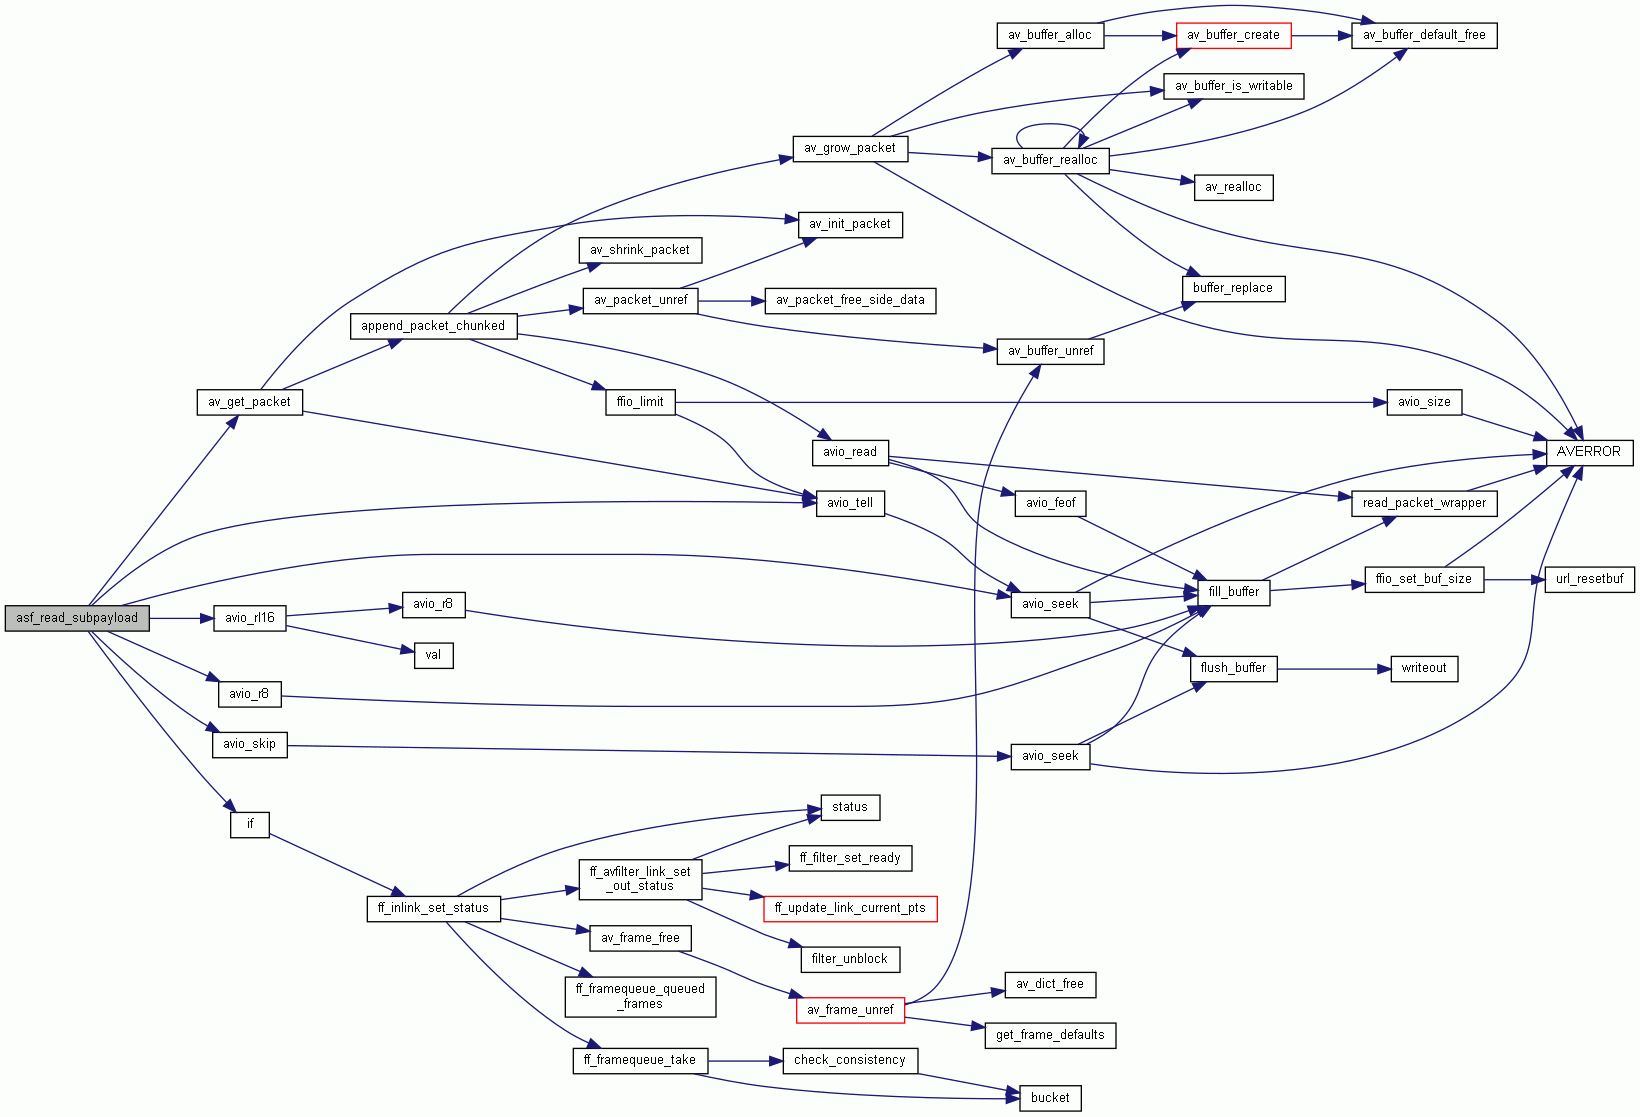 av_buffer_alloc
av_buffer_create
av_buffer_default_free
av_buffer_is_writable
av_grow_packet
av_buffer_realloc
av_realloc
av_init_packet
av_shrink_packet
buffer_replace
av_packet_unref
av_packet_free_side_data
append_packet_chunked
av_buffer_unref
av_get_packet
ffio_limit
avio_size
avio_read
AVERROR
avio_tell
avio_feof
read_packet_wrapper
ffio_set_buf_size
url_resetbuf
fill_buffer
avio_seek
avio_r8
asf_read_subpayload
avio_rl16
val
flush_buffer
writeout
avio_r8
avio_skip
avio_seek
status
if
ff_filter_set_ready
ff_avfilter_link_set
_out_status
ff_inlink_set_status
ff_update_link_current_pts
av_frame_free
filter_unblock
av_dict_free
ff_framequeue_queued
_frames
av_frame_unref
get_frame_defaults
ff_framequeue_take
check_consistency
bucket